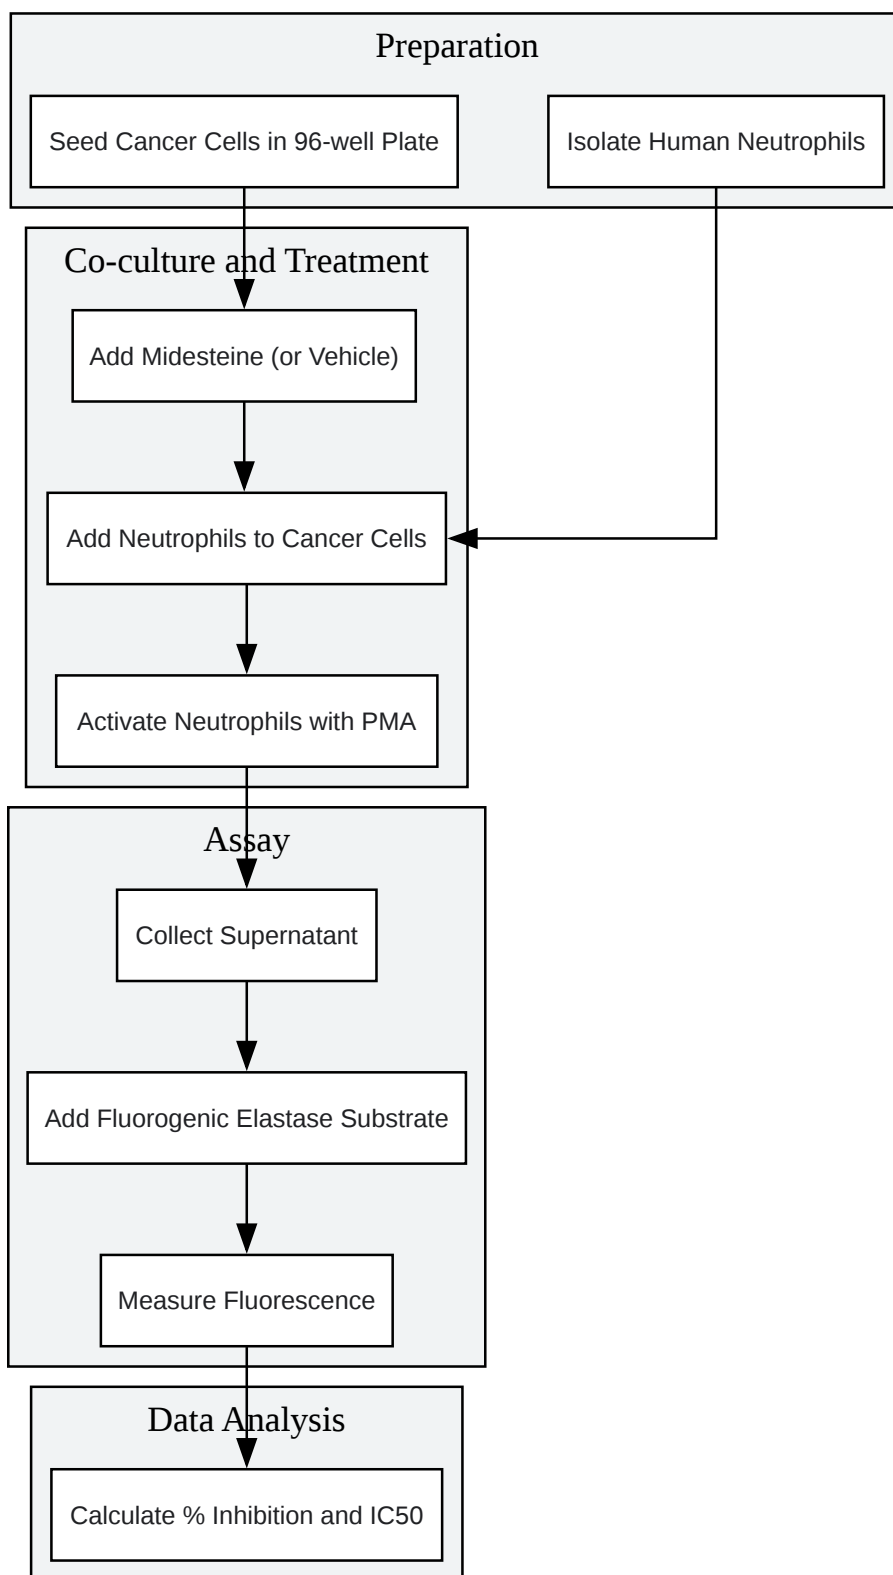 Preparation
Seed Cancer Cells in 96-well Plate
Isolate Human Neutrophils
Co-culture and Treatment
Add Midesteine (or Vehicle)
Add Neutrophils to Cancer Cells
Activate Neutrophils with PMA
Assay
Collect Supernatant
Add Fluorogenic Elastase Substrate
Measure Fluorescence
Data Analysis
Calculate % Inhibition and IC50